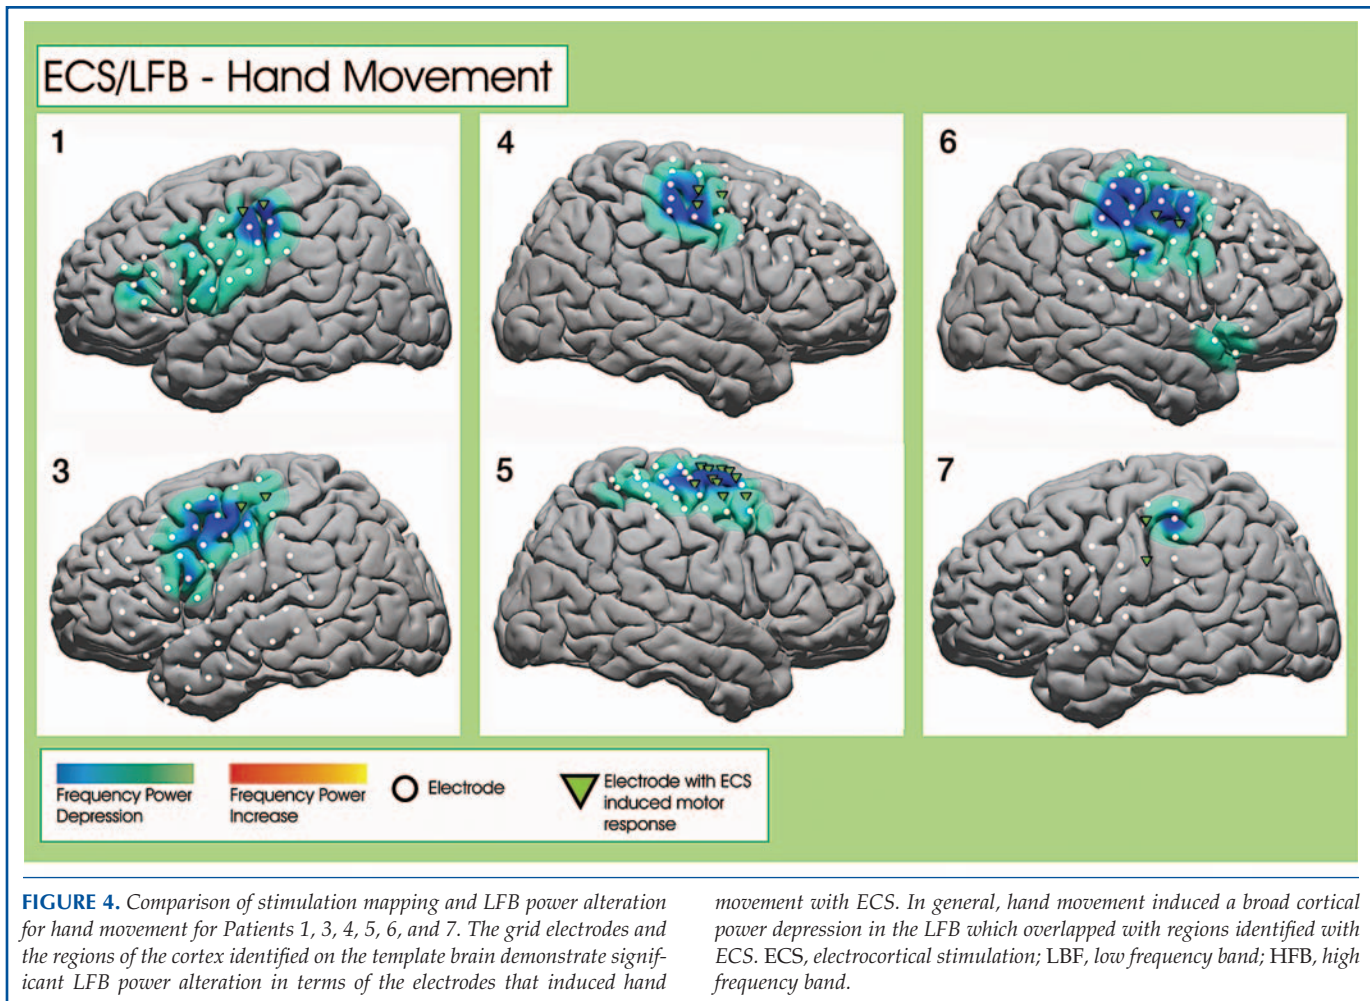 ECS/LFB - Hand Movement
1
4
6
3
5
7
Frequency Power
Depression
Frequency Power
Increase
Electrode
Electrode with ECS
induced motor
response
FIGURE 4. Comparison of stimulation mapping and LFB power alteration
for hand movement for Patients 1, 3, 4, 5, 6, and 7. The grid electrodes and
the regions of the cortex identified on the template brain demonstrate signif-
icant LFB power alteration in terms of the electrodes that induced hand
movement with ECS. In general, hand movement induced a broad cortical
power depression in the LFB which overlapped with regions identified with
ECS. ECS, electrocortical stimulation; LBF, low frequency band; HFB, high
frequency band.